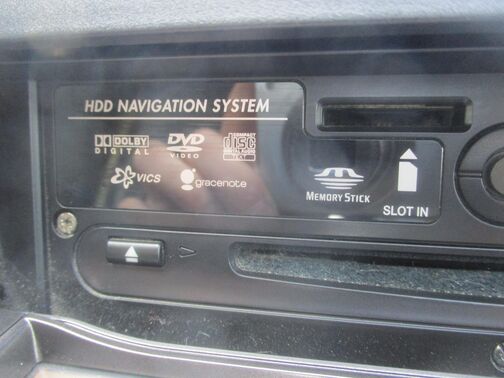 HDD NAVIGATION SYSTEM
DOLBY DIGITAL
DVD VIDEO
COMPACT disc DIGITAL AUDIO TEXT
VICS
gracenote
MEMORY STICK
SLOT IN